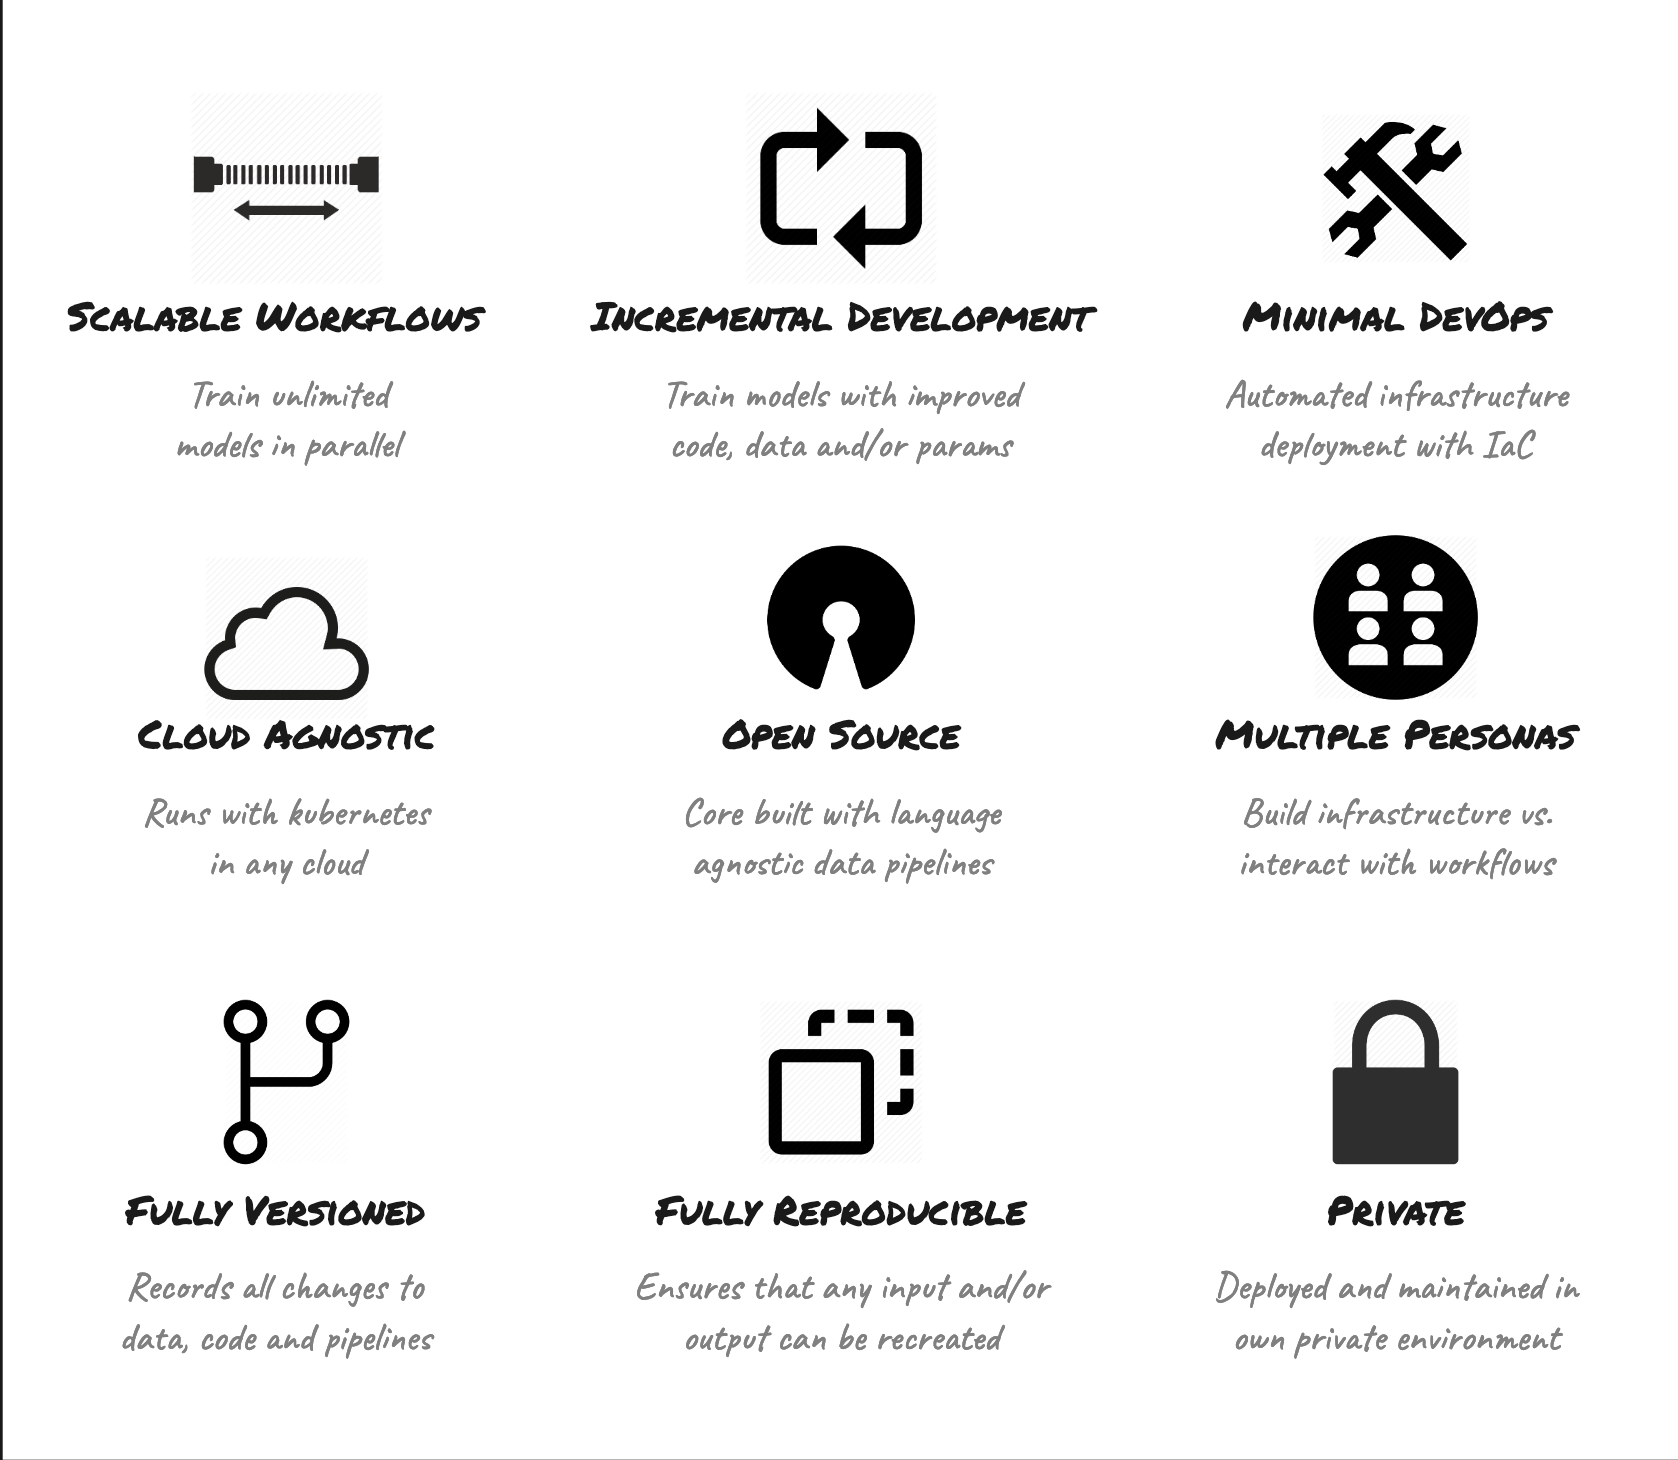 Scalable Workflows
Train unlimited
models in parallel
Incremental Development
Train models with improved
code, data and/or params
Minimal DevOps
Automated infrastructure
deployment with IaC
Cloud Agnostic
Runs with kubernetes
in any cloud
Open Source
Core built with language
agnostic data pipelines
Multiple Personas
Build infrastructure vs.
interact with workflows
Fully Versioned
Records all changes to
data, code and pipelines
Fully Reproducible
Ensures that any input and/or
output can be recreated
Private
Deployed and maintained in
own private environment